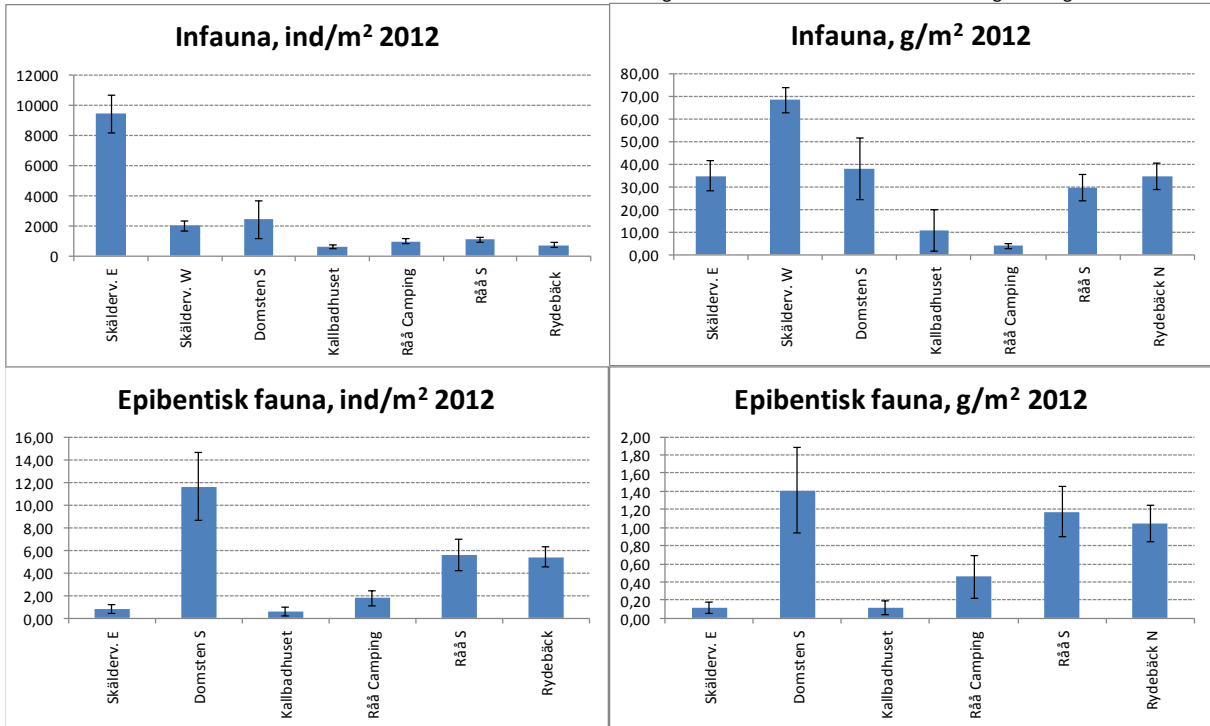 Infauna, ind/m² 2012
12000
10000
8000
6000
4000
2000
0
Skälderv. E
Skälderv. W
Domsten S
Kallbadhuset
Råå Camping
Råå S
Rydebäck
Infauna, g/m² 2012
80,00
70,00
60,00
50,00
40,00
30,00
20,00
10,00
0,00
Skälderv. E
Skälderv. W
Domsten S
Kallbadhuset
Råå Camping
Råå S
Rydebäck N
Epibentisk fauna, ind/m² 2012
16,00
14,00
12,00
10,00
8,00
6,00
4,00
2,00
0,00
Skälderv. E
Domsten S
Kallbadhuset
Råå Camping
Råå S
Rydebäck
Epibentisk fauna, g/m² 2012
2,00
1,80
1,60
1,40
1,20
1,00
0,80
0,60
0,40
0,20
0,00
Skälderv. E
Domsten S
Kallbadhuset
Råå Camping
Råå S
Rydebäck N